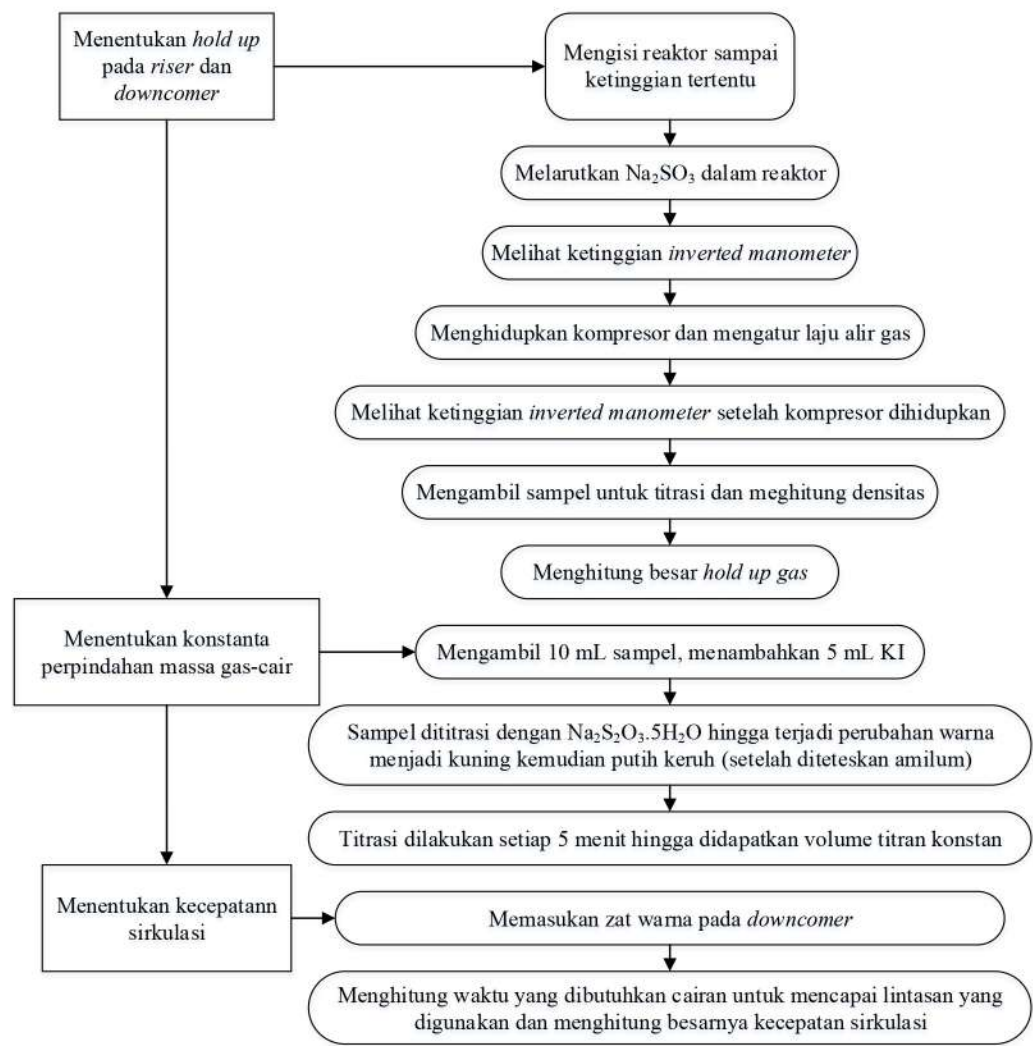 Menentukan hold up
pada riser dan
downcomer
Mengisi reaktor sampai
ketinggian tertentu
Melarutkan Na₂SO₃ dalam reaktor
Melihat ketinggian inverted manometer
Menghidupkan kompresor dan mengatur laju alir gas
Melihat ketinggian inverted manometer setelah kompresor dihidupkan
Mengambil sampel untuk titrasi dan meghitung densitas
Menghitung besar hold up gas
Menentukan konstanta
perpindahan massa gas-cair
Mengambil 10 mL sampel, menambahkan 5 mL KI
Sampel dititrasi dengan Na₂S₂O₃.5H₂O hingga terjadi perubahan warna
menjadi kuning kemudian putih keruh (setelah diteteskan amilum)
Titrasi dilakukan setiap 5 menit hingga didapatkan volume titran konstan
Menentukan kecepatann
sirkulasi
Memasukan zat warna pada downcomer
Menghitung waktu yang dibutuhkan cairan untuk mencapai lintasan yang
digunakan dan menghitung besarnya kecepatan sirkulasi